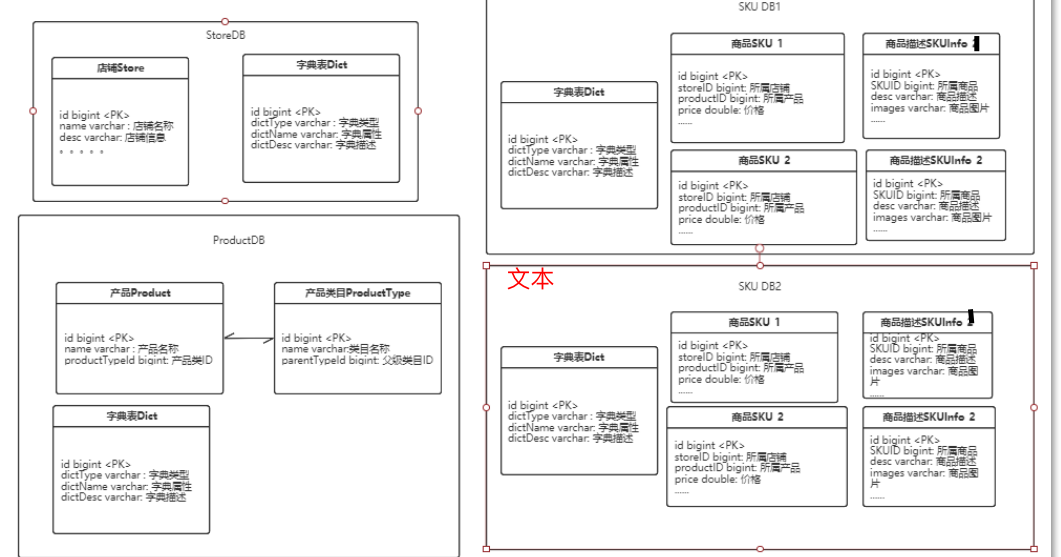 StoreDB
店铺Store
id bigint <PK>
name varchar : 店铺名称
desc varchar: 店铺信息
。。。。。
字典表Dict
id bigint <PK>
dictType varchar : 字典类型
dictName varchar: 字典属性
dictDesc varchar: 字典描述
ProductDB
产品Product
id bigint <PK>
name varchar : 产品名称
productTypeId bigint: 产品类ID
产品类目ProductType
id bigint <PK>
name varchar:类目名称
parentTypeId bigint: 父级类目ID
字典表Dict
id bigint <PK>
dictType varchar : 字典类型
dictName varchar: 字典属性
dictDesc varchar: 字典描述
SKU DB1
字典表Dict
id bigint <PK>
dictType varchar : 字典类型
dictName varchar: 字典属性
dictDesc varchar: 字典描述
商品SKU 1
id bigint <PK>
storeID bigint: 所属店铺
productID bigint: 所属产品
price double: 价格
......
商品描述SKUInfo
id bigint <PK>
SKUID bigint: 所属商品
desc varchar: 商品描述
images varchar: 商品图片
......
商品SKU 2
id bigint <PK>
storeID bigint: 所属店铺
productID bigint: 所属产品
price double: 价格
......
商品描述SKUInfo 2
id bigint <PK>
SKUID bigint: 所属商品
desc varchar: 商品描述
images varchar: 商品图片
......
文本
SKU DB2
字典表Dict
id bigint <PK>
dictType varchar : 字典类型
dictName varchar: 字典属性
dictDesc varchar: 字典描述
商品SKU 1
id bigint <PK>
storeID bigint: 所属店铺
productID bigint: 所属产品
price double: 价格
......
商品描述SKUInfo
id bigint <PK>
SKUID bigint: 所属商品
desc varchar: 商品描述
images varchar: 商品图
片
......
商品SKU 2
id bigint <PK>
storeID bigint: 所属店铺
productID bigint: 所属产品
price double: 价格
......
商品描述SKUInfo 2
id bigint <PK>
SKUID bigint: 所属商品
desc varchar: 商品描述
images varchar: 商品图
片
......